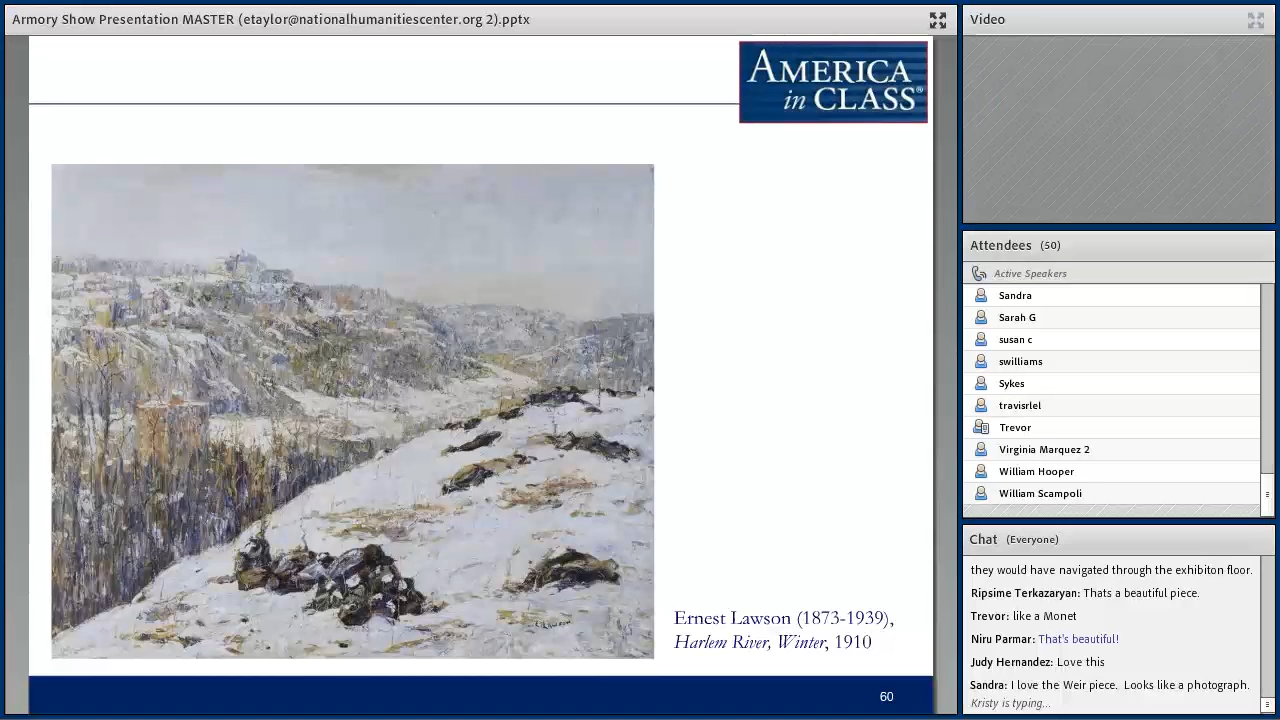 Armory Show Presentation MASTER (etaylor@nationalhumanitiescenter.org 2).pptx
AMERICA
in CLASS®
Ernest Lawson (1873-1939),
Harlem River, Winter, 1910
60
Video
Attendees (50)
Active Speakers
Sandra
Sarah G
susan c
swilliams
Sykes
travisrlel
Trevor
Virginia Marquez 2
William Hooper
William Scampoli
Chat (Everyone)
they would have navigated through the exhibiton floor.
Ripsime Terkazaryan: Thats a beautiful piece.
Trevor: like a Monet
Niru Parmar: That's beautiful!
Judy Hernandez: Love this
Sandra: I love the Weir piece. Looks like a photograph.
Kristy is typing...